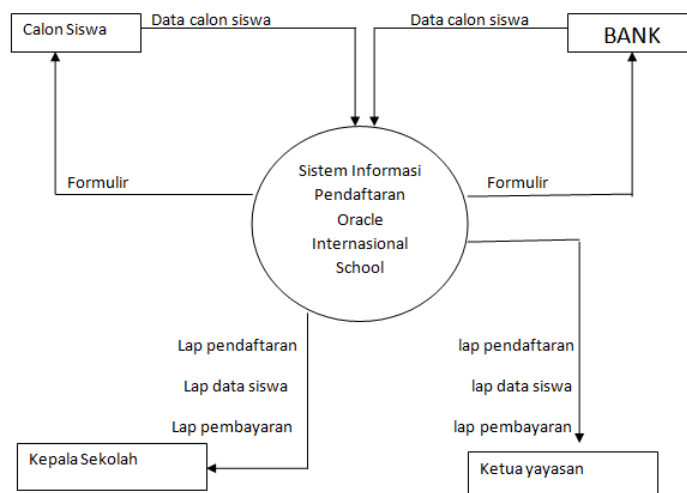 Data calon siswa
Data calon siswa
Calon Siswa
BANK
Sistem Informasi
Pendaftaran
Oracle
Internasional
School
Formulir
Formulir
Lap pendaftaran
lap pendaftaran
Lap data siswa
lap data siswa
Lap pembayaran
lap pembayaran
Kepala Sekolah
Ketua yayasan